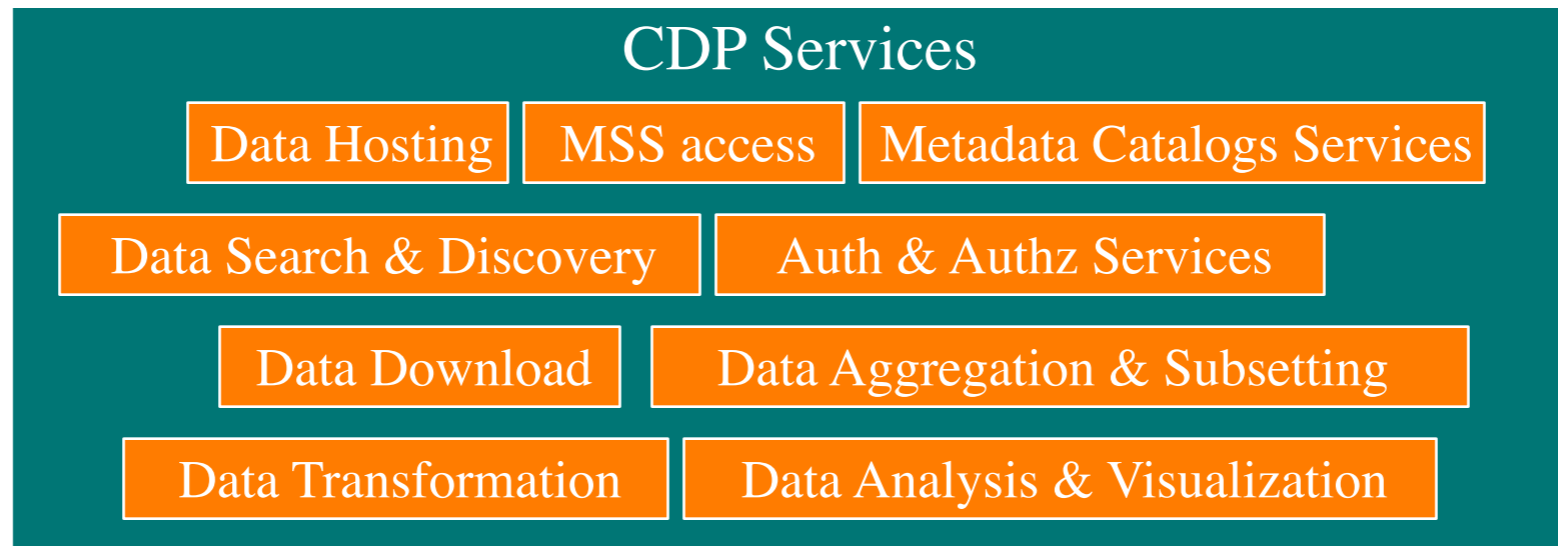 CDP Services
Data Hosting
MSS access
Metadata Catalogs Services
Data Search & Discovery
Auth & Authz Services
Data Download
Data Aggregation & Subsetting
Data Transformation
Data Analysis & Visualization